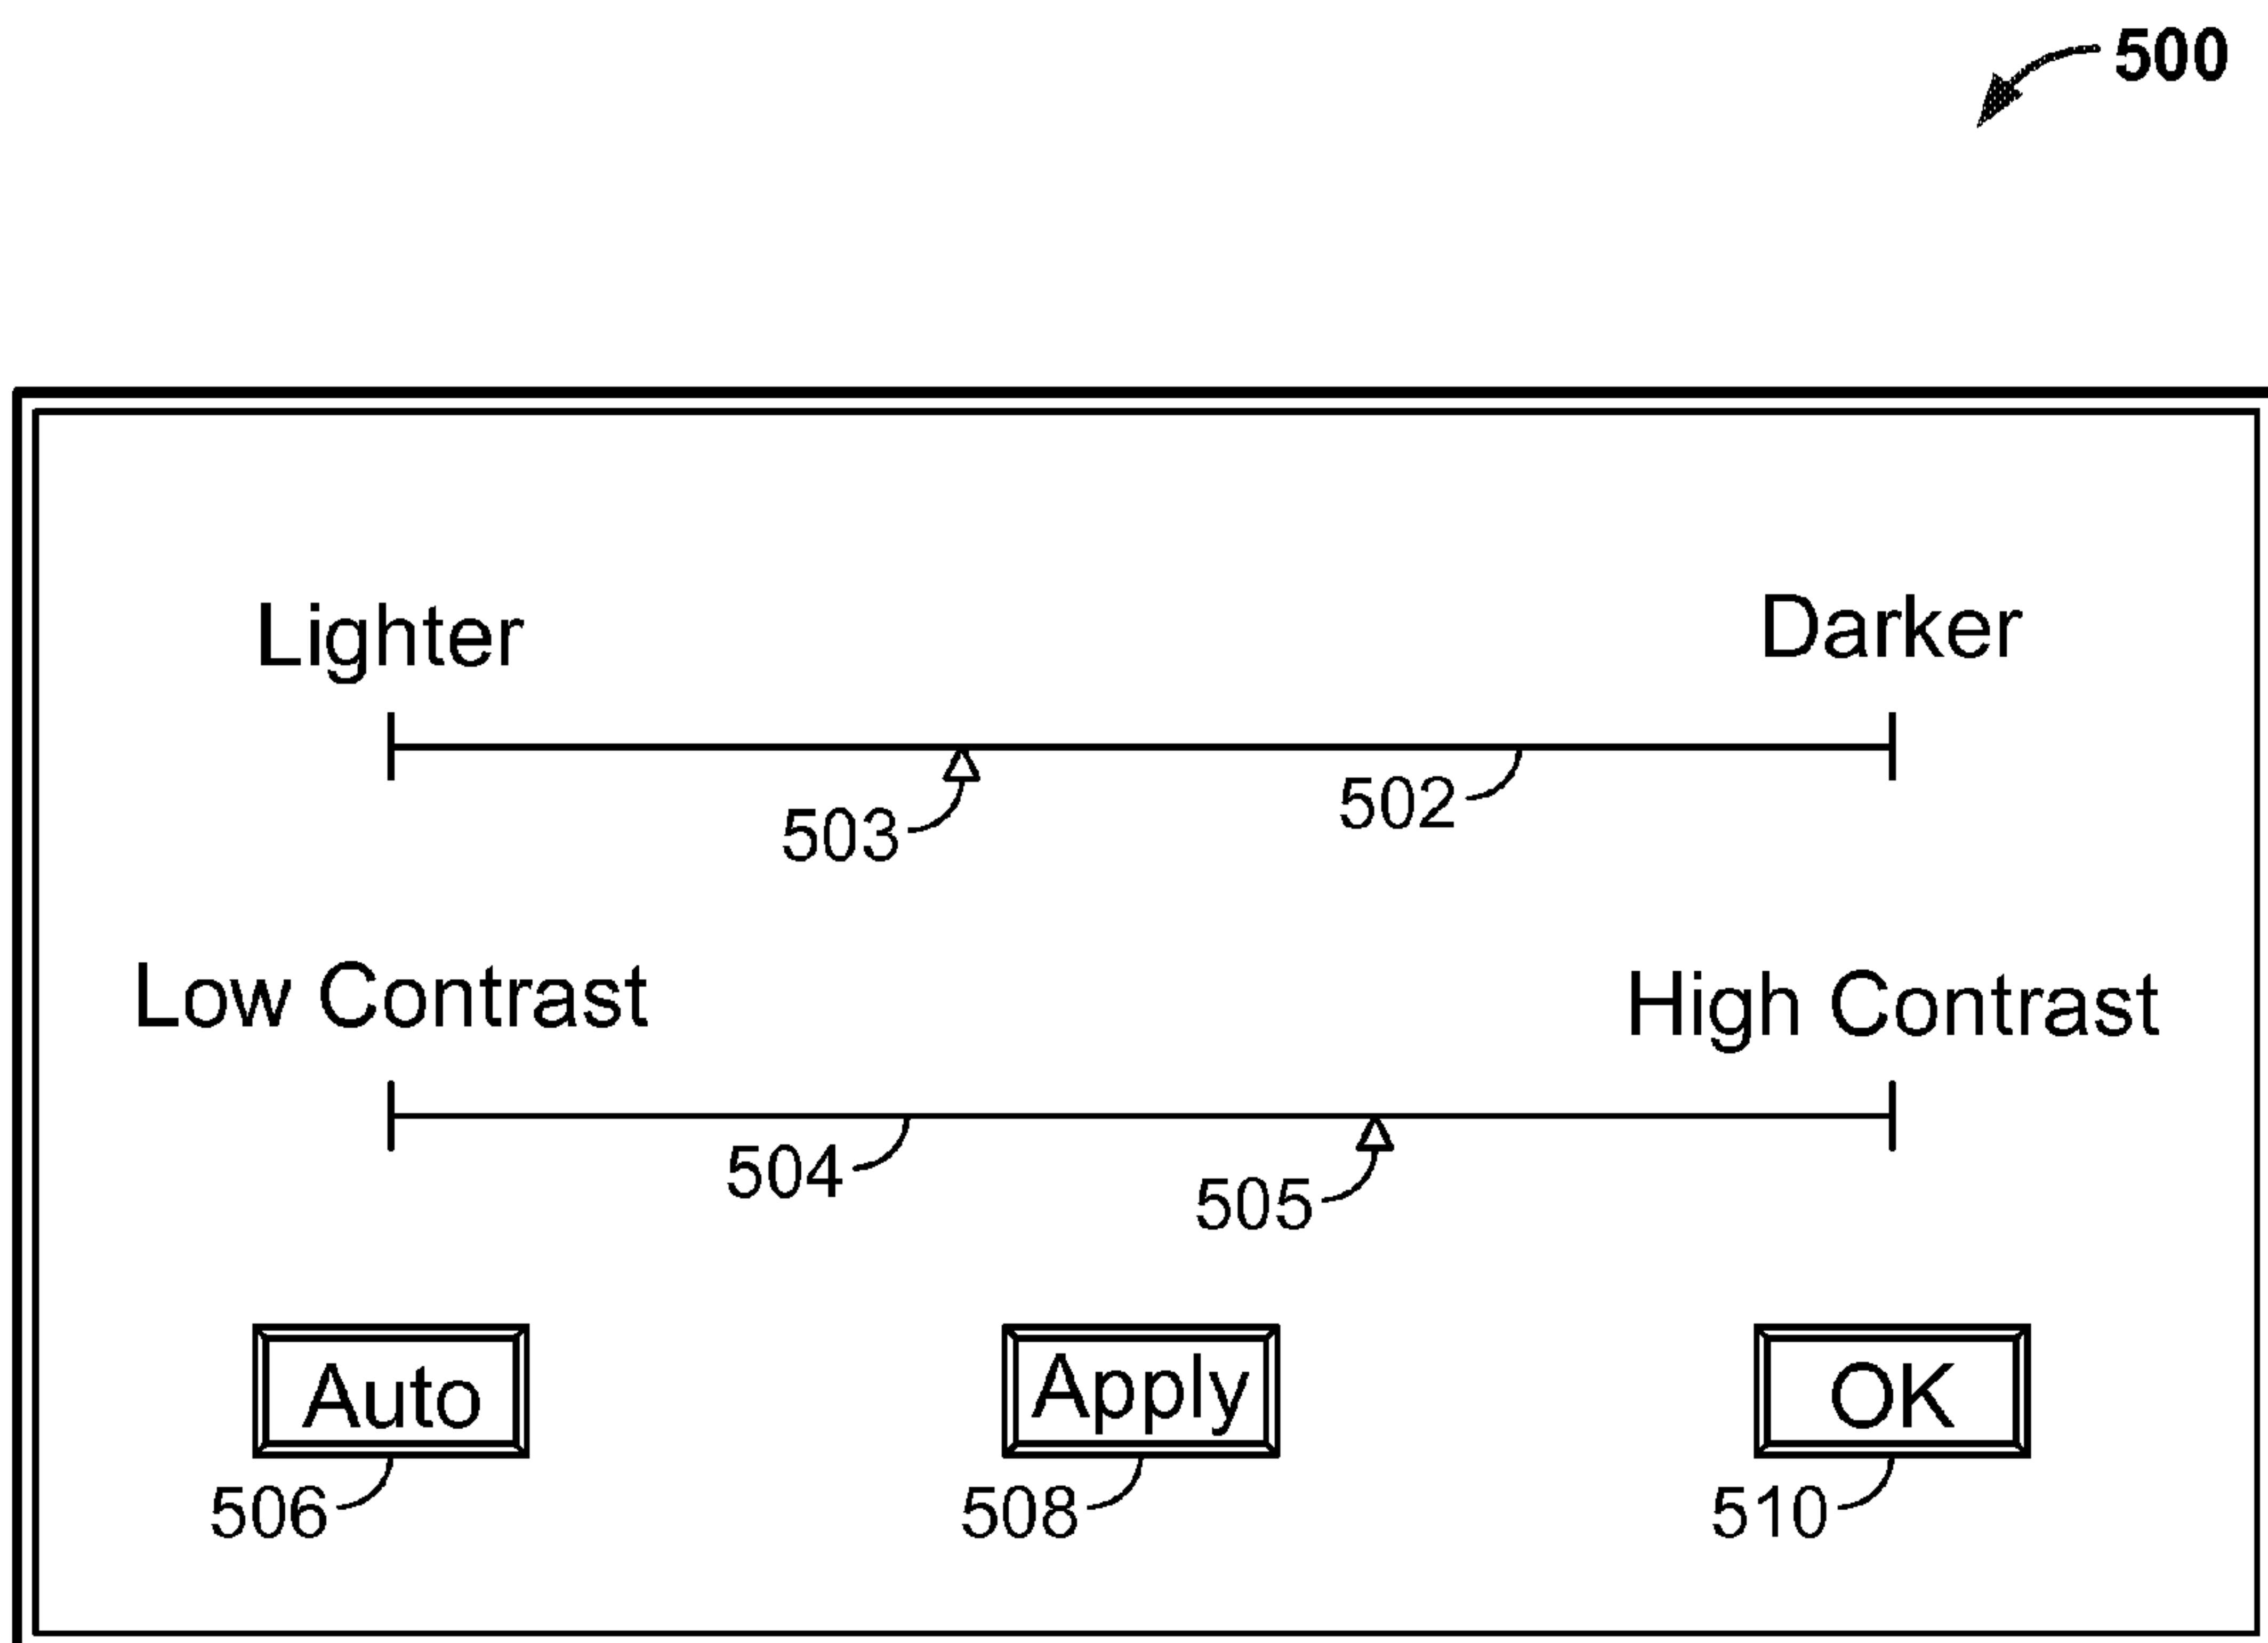 500
Lighter Darker
503 502
Low Contrast High Contrast
504 505
Auto Apply OK
506 508 510